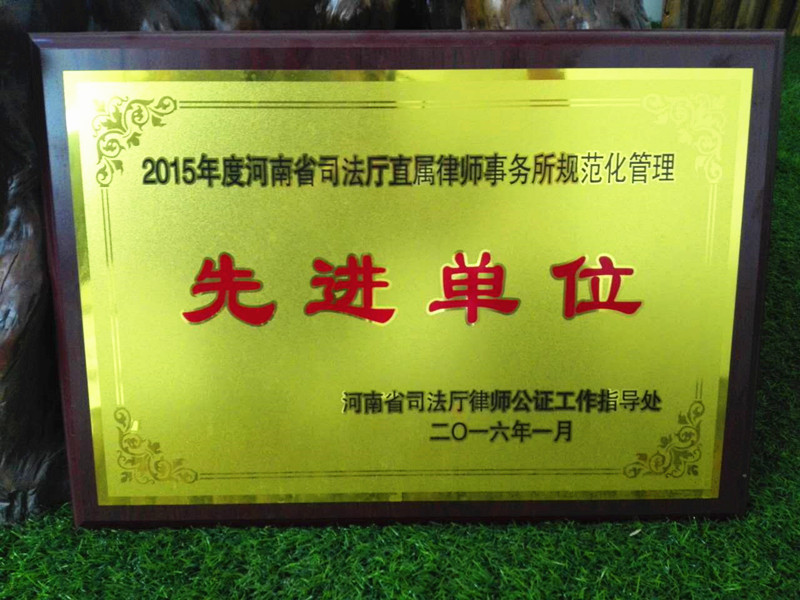 2015年度河南省司法厅直属律师事务所规范化管理
先进单位
河南省司法厅律师公证工作指导处
二〇一六年一月